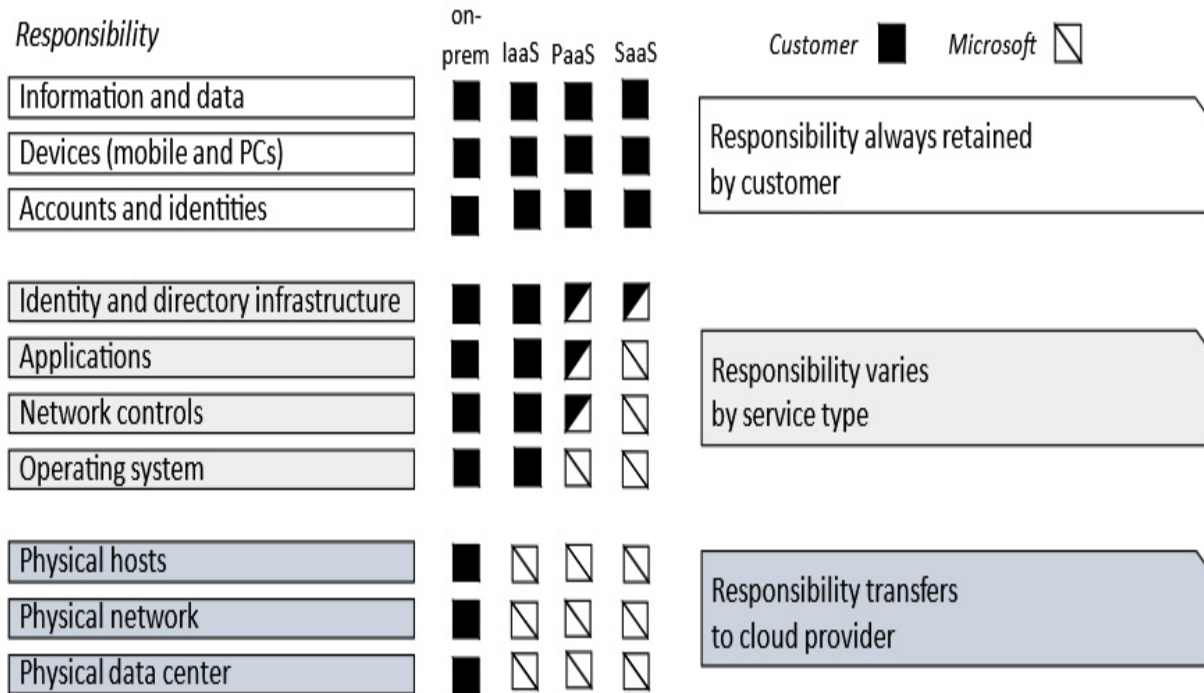 Responsibility
on-
prem IaaS PaaS SaaS
Customer Microsoft
Information and data
Devices (mobile and PCs)
Accounts and identities
Responsibility always retained
by customer
Identity and directory infrastructure
Applications
Network controls
Operating system
Responsibility varies
by service type
Physical hosts
Physical network
Physical data center
Responsibility transfers
to cloud provider